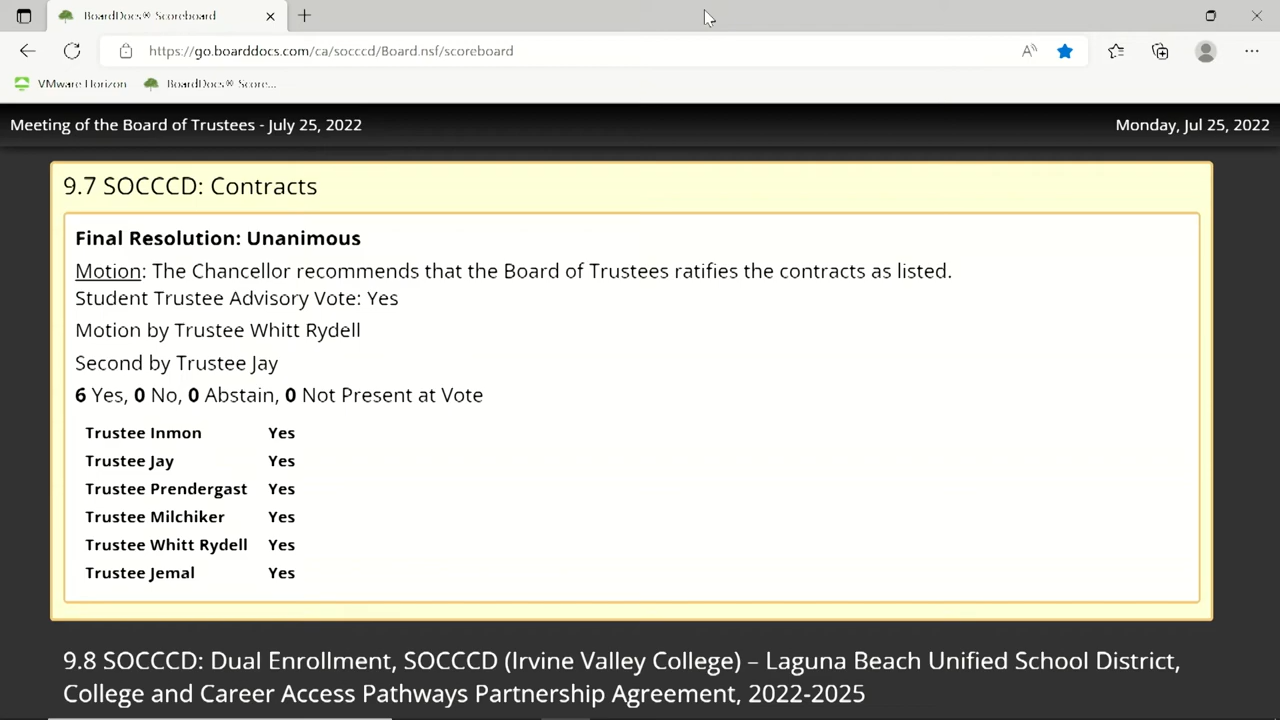 BoardDocs® Scoreboard
https://go.boarddocs.com/ca/socccd/Board.nsf/scoreboard
VMware Horizon
BoardDocs® Score...
Meeting of the Board of Trustees - July 25, 2022
Monday, Jul 25, 2022
9.7 SOCCCD: Contracts
Final Resolution: Unanimous
Motion: The Chancellor recommends that the Board of Trustees ratifies the contracts as listed.
Student Trustee Advisory Vote: Yes
Motion by Trustee Whitt Rydell
Second by Trustee Jay
6 Yes, 0 No, 0 Abstain, 0 Not Present at Vote
Trustee Inmon Yes
Trustee Jay Yes
Trustee Prendergast Yes
Trustee Milchiker Yes
Trustee Whitt Rydell Yes
Trustee Jemal Yes
9.8 SOCCCD: Dual Enrollment, SOCCCD (Irvine Valley College) – Laguna Beach Unified School District,
College and Career Access Pathways Partnership Agreement, 2022-2025